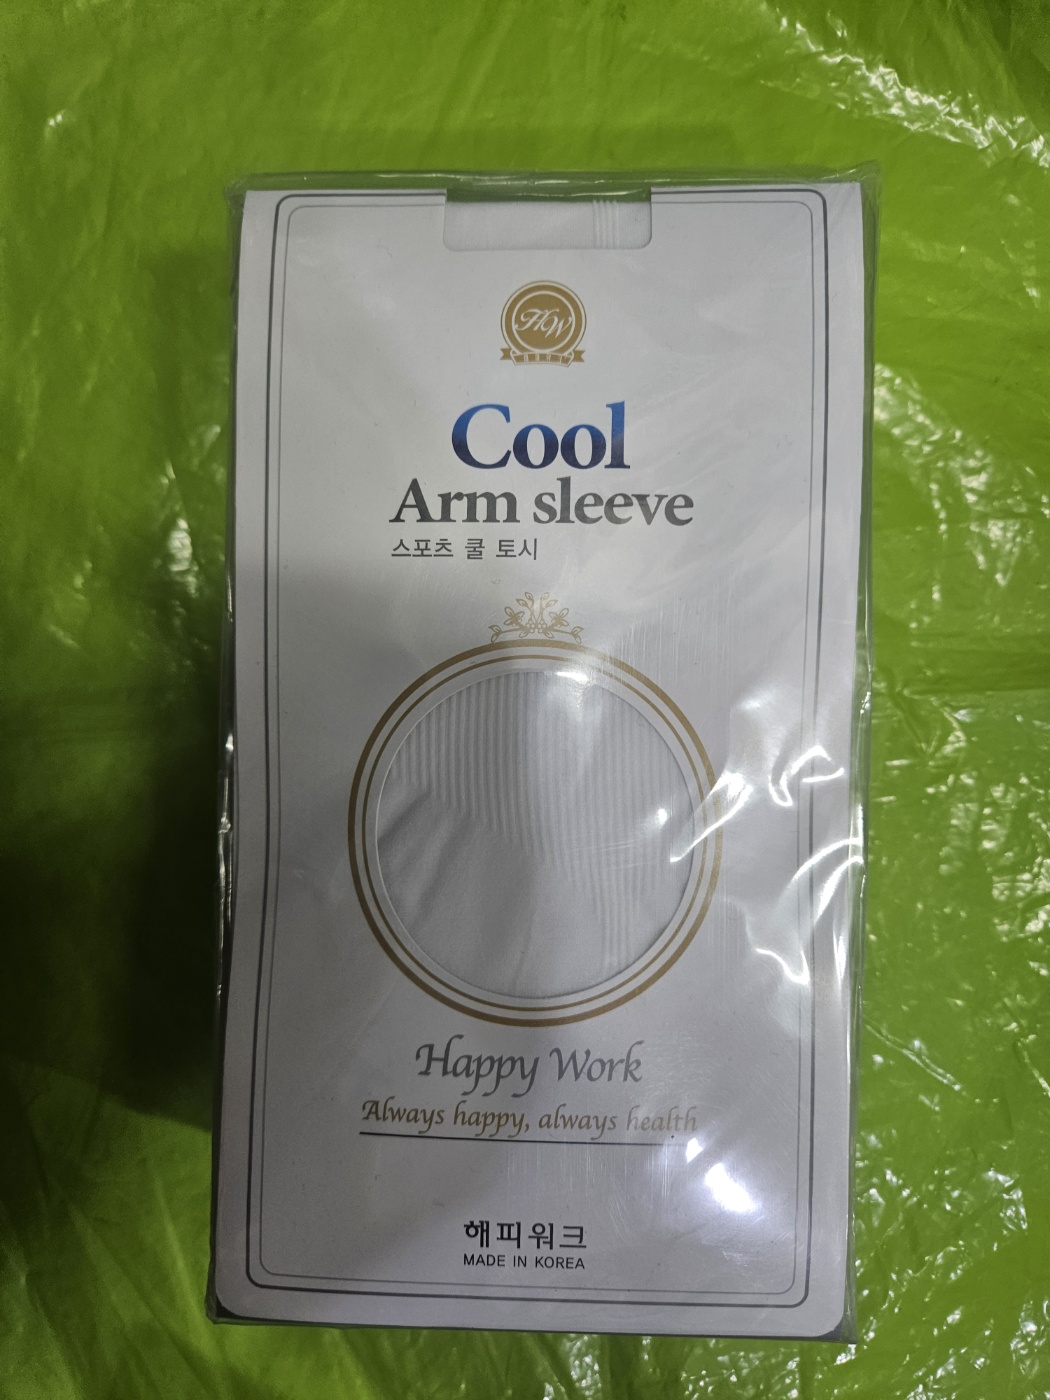 HW
Cool
Arm sleeve
스포츠 쿨 토시
Happy Work
Always happy, always health
해피워크
MADE IN KOREA